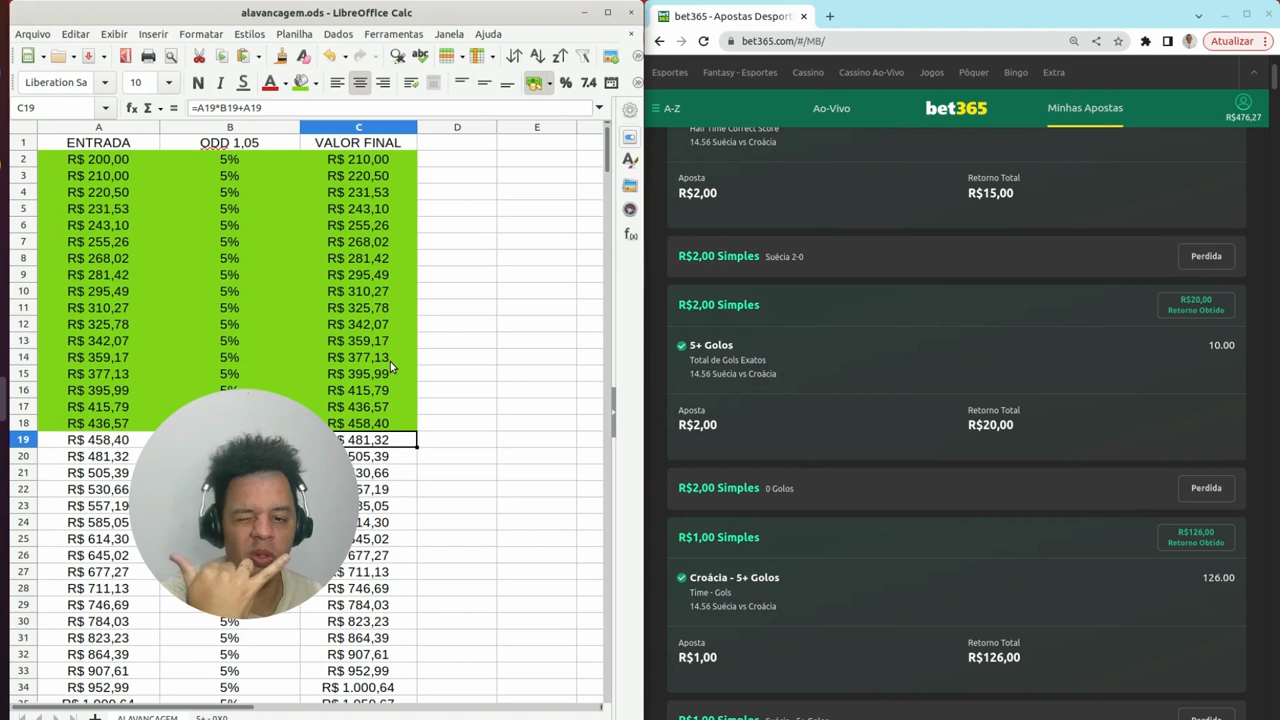 alavancagem.ods - LibreOffice Calc
Arquivo Editar Exibir Inserir Formatar Estilos Planilha Dados Ferramentas Janela Ajuda
Liberation Sa 10 N I S A % 7.4
C19 fx Σ = =A19*B19+A19
A B C D E
1 ENTRADA ODD 1,05 VALOR FINAL
2 R$ 200,00 5% R$ 210,00
3 R$ 210,00 5% R$ 220,50
4 R$ 220,50 5% R$ 231,53
5 R$ 231,53 5% R$ 243,10
6 R$ 243,10 5% R$ 255,26
7 R$ 255,26 5% R$ 268,02
8 R$ 268,02 5% R$ 281,42
9 R$ 281,42 5% R$ 295,49
10 R$ 295,49 5% R$ 310,27
11 R$ 310,27 5% R$ 325,78
12 R$ 325,78 5% R$ 342,07
13 R$ 342,07 5% R$ 359,17
14 R$ 359,17 5% R$ 377,13
15 R$ 377,13 5% R$ 395,99
16 R$ 395,99 5% R$ 415,79
17 R$ 415,79 R$ 436,57
18 R$ 436,57 R$ 458,40
19 R$ 458,40 481,32
20 R$ 481,32 505,39
21 R$ 505,39
22 R$ 530,66
23 R$ 557,19
24 R$ 585,05
25 R$ 614,30
26 R$ 645,02 677,27
27 R$ 677,27 711,13
28 R$ 711,13 R$ 746,69
29 R$ 746,69 R$ 784,03
30 R$ 784,03 5% R$ 823,23
31 R$ 823,23 5% R$ 864,39
32 R$ 864,39 5% R$ 907,61
33 R$ 907,61 5% R$ 952,99
34 R$ 952,99 5% R$ 1.000,64
ALAVANCAGEM 5+ - 0X0
bet365 - Apostas Desport
bet365.com/#/MB/
Atualizar
Esportes Fantasy - Esportes Cassino Cassino Ao-Vivo Jogos Pôquer Bingo Extra
A-Z Ao-Vivo bet365 Minhas Apostas R$476,27
Half Time Correct Score
14.56 Suécia vs Croácia
Aposta Retorno Total
R$2,00 R$15,00
R$2,00 Simples Suécia 2-0 Perdida
R$2,00 Simples R$20,00
Retorno Obtido
5+ Golos 10.00
Total de Gols Exatos
14.56 Suécia vs Croácia
Aposta Retorno Total
R$2,00 R$20,00
R$2,00 Simples 0 Golos Perdida
R$1,00 Simples R$126,00
Retorno Obtido
Croácia - 5+ Golos 126.00
Time - Gols
14.56 Suécia vs Croácia
Aposta Retorno Total
R$1,00 R$126,00